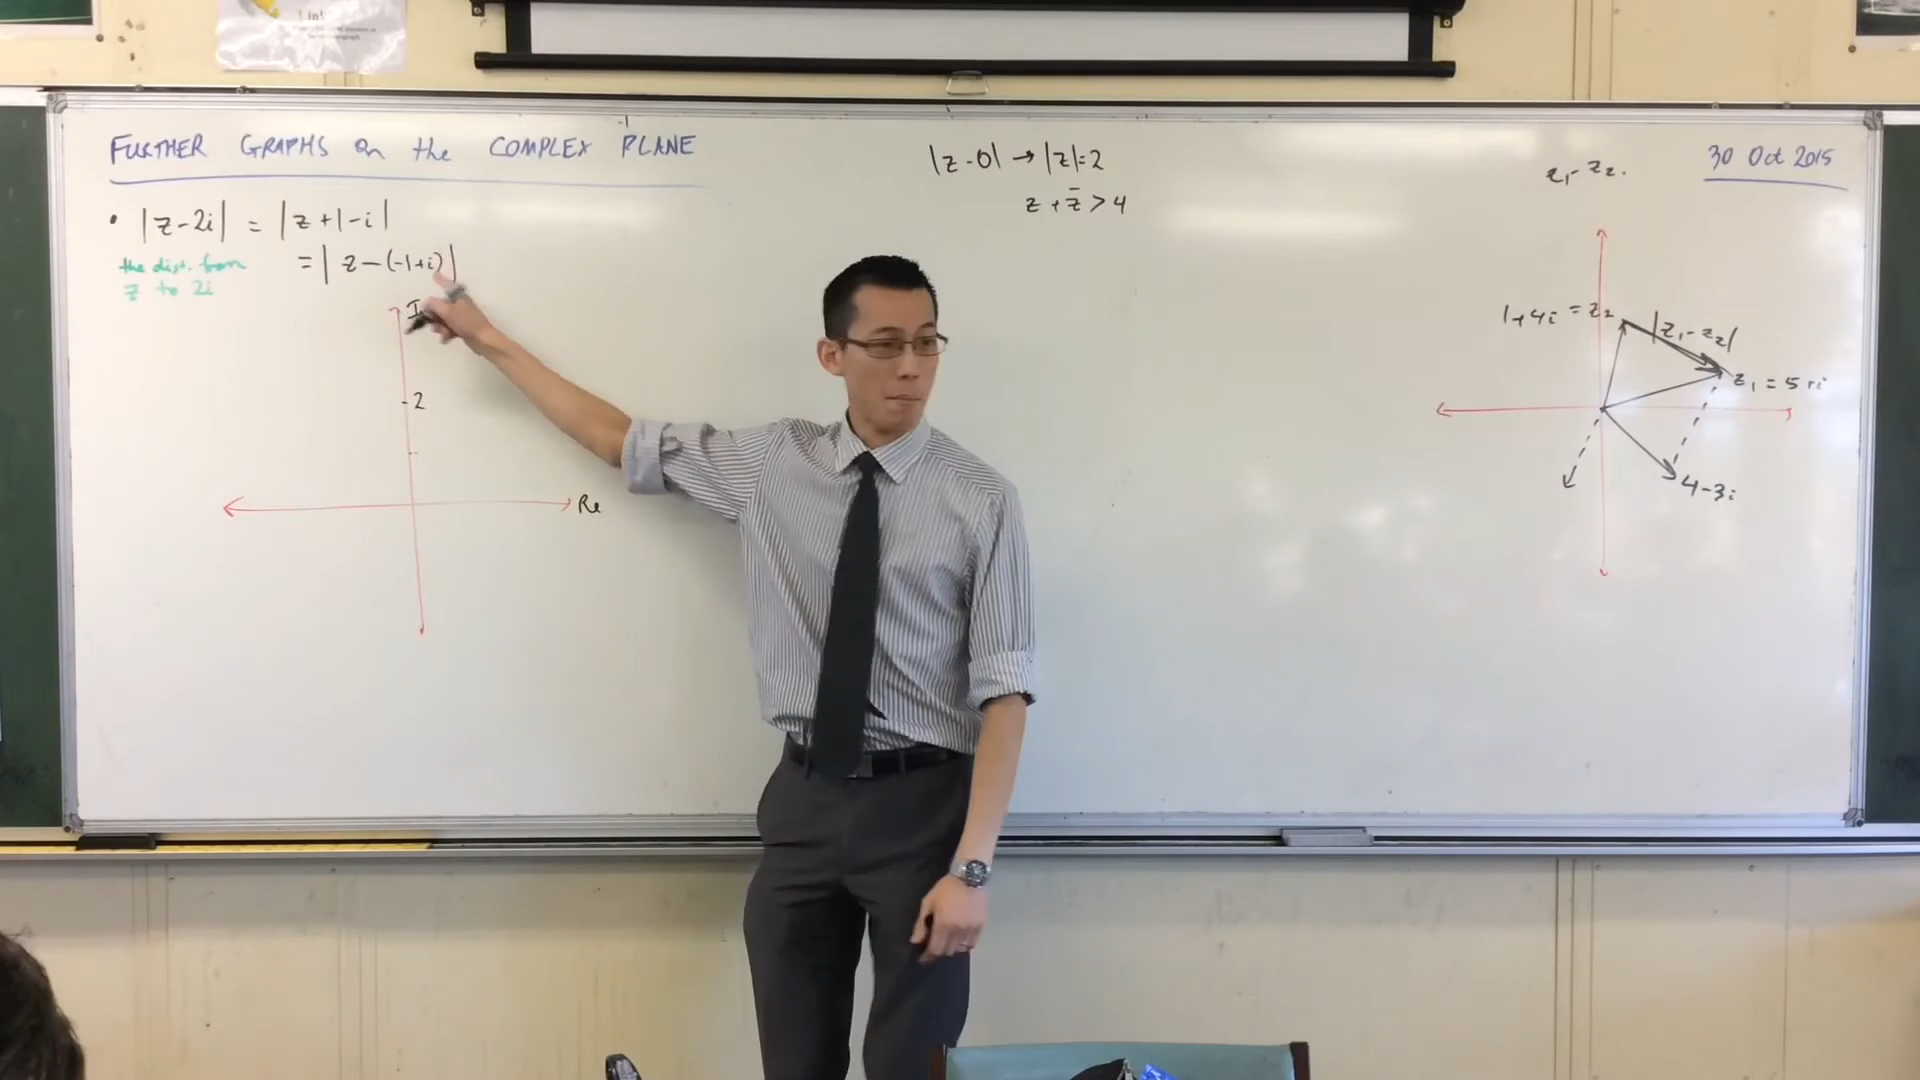 FURTHER GRAPHS on the COMPLEX PLANE
• |z-2i| = |z+1-i|
= |z-(-1+i)|
the dist. from
z to 2i
2
Re
|z-0| → |z|=2
z + z̄ > 4
30 Oct 2015
z₁-z₂.
1+4i = z₂
|z₁-z₂|
z₁ = 5+i
4-3i